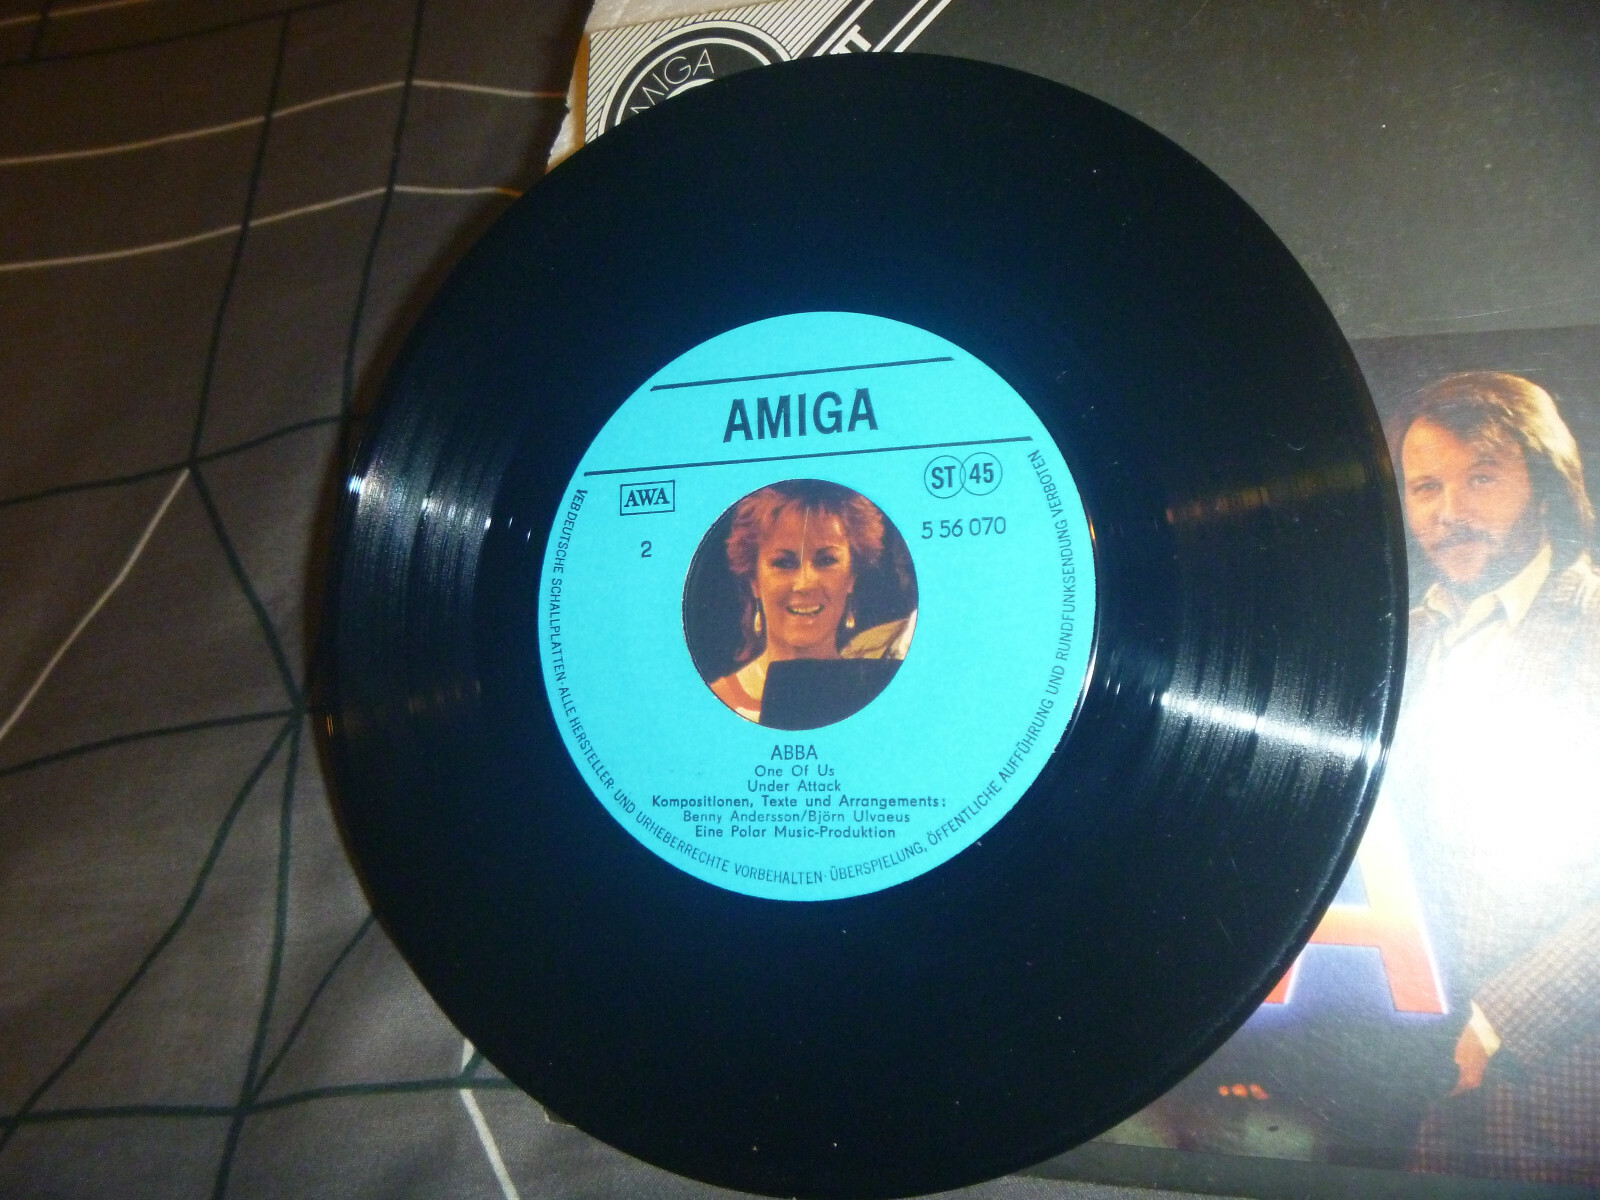 AMIGA
AMIGA
AWA
ST 45
2
5 56 070
ABBA
One Of Us
Under Attack
Kompositionen, Texte und Arrangements:
Benny Andersson/Björn Ulvaeus
Eine Polar Music-Produktion
VEB DEUTSCHE SCHALLPLATTEN · ALLE HERSTELLER- UND URHEBERRECHTE VORBEHALTEN · ÜBERSPIELUNG, ÖFFENTLICHE AUFFÜHRUNG UND RUNDFUNKSENDUNG VERBOTEN
A